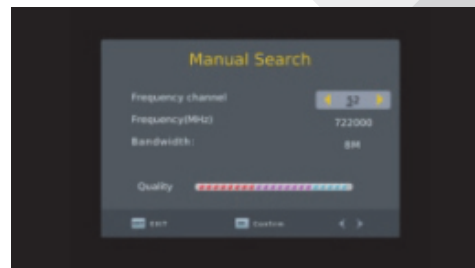 Manual Search
Frequency channel 52
Frequency(MHz) 722000
Bandwidth: 8M
Quality
EXIT Confirm